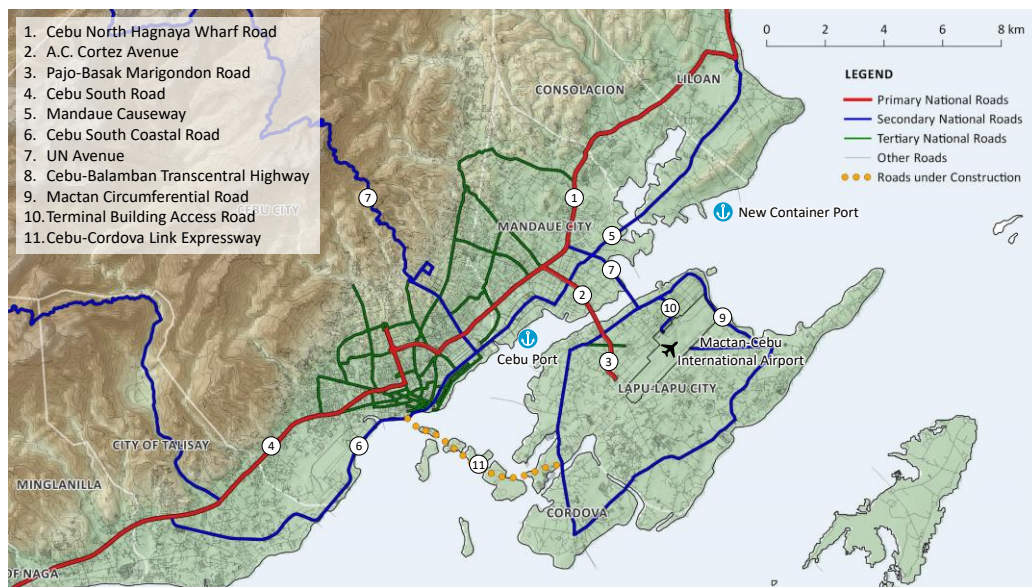 1. Cebu North Hagnaya Wharf Road
2. A.C. Cortez Avenue
3. Pajo-Basak Marigondon Road
4. Cebu South Road
5. Mandaue Causeway
6. Cebu South Coastal Road
7. UN Avenue
8. Cebu-Balamban Transcentral Highway
9. Mactan Circumferential Road
10. Terminal Building Access Road
11. Cebu-Cordova Link Expressway
0 2 4 6 8 km
LEGEND
Primary National Roads
Secondary National Roads
Tertiary National Roads
Other Roads
Roads under Construction
LILOAN
CONSOLACION
7
1
CEBU CITY
New Container Port
MANDAUE CITY
5
7
2
10
9
Cebu Port
Mactan-Cebu
International Airport
3
LAPU-LAPU CITY
4
6
CITY OF TALISAY
11
MINGLANILLA
CORDOVA
OF NAGA